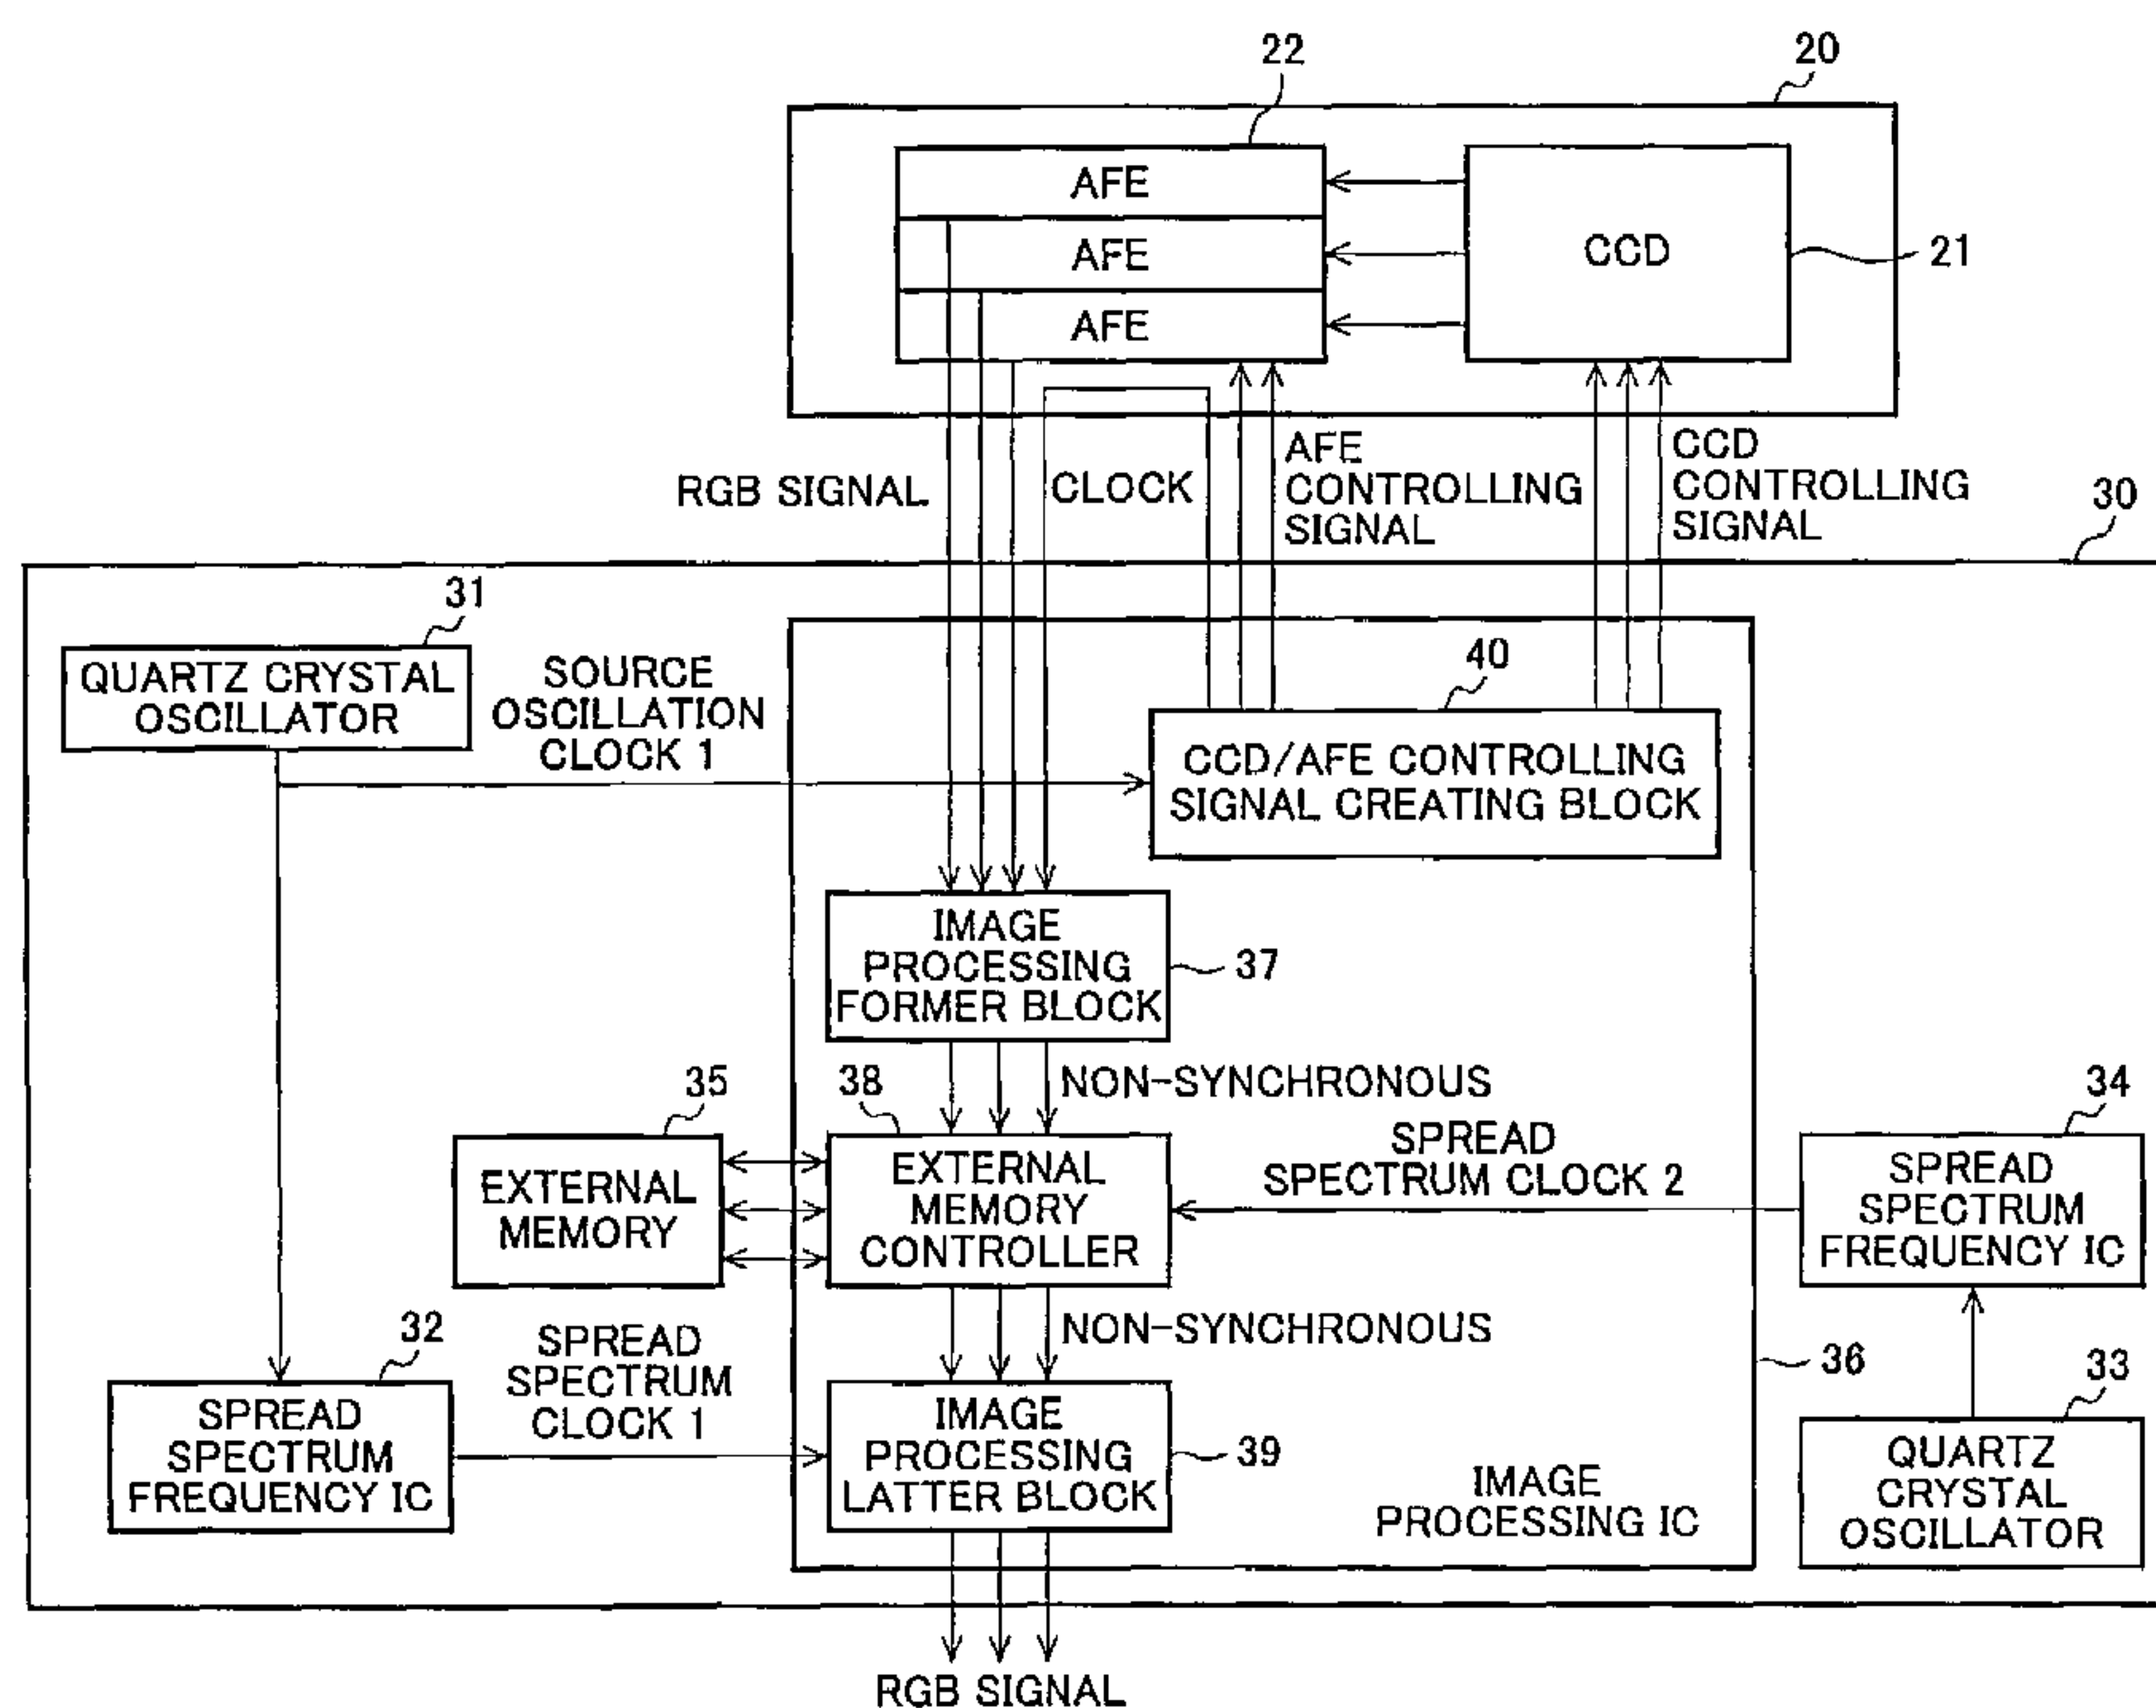 22
20
AFE
AFE
AFE
CCD
21
RGB SIGNAL
CLOCK
AFE
CONTROLLING
SIGNAL
CCD
CONTROLLING
SIGNAL
30
31
QUARTZ CRYSTAL
OSCILLATOR
SOURCE
OSCILLATION
CLOCK 1
40
CCD/AFE CONTROLLING
SIGNAL CREATING BLOCK
IMAGE
PROCESSING
FORMER BLOCK
37
NON-SYNCHRONOUS
35
EXTERNAL
MEMORY
38
EXTERNAL
MEMORY
CONTROLLER
SPREAD
SPECTRUM CLOCK 2
34
SPREAD
SPECTRUM
FREQUENCY IC
NON-SYNCHRONOUS
32
SPREAD
SPECTRUM
FREQUENCY IC
SPREAD
SPECTRUM
CLOCK 1
IMAGE
PROCESSING
LATTER BLOCK
39
36
IMAGE
PROCESSING IC
33
QUARTZ
CRYSTAL
OSCILLATOR
RGB SIGNAL